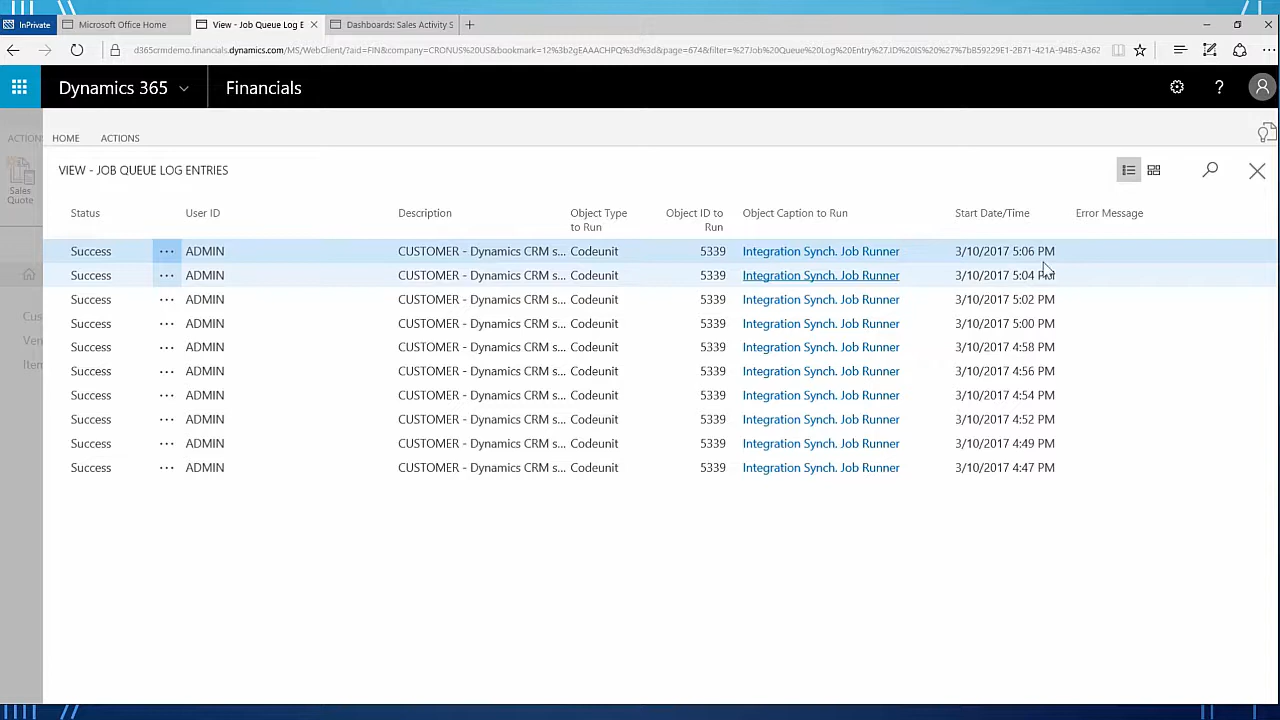 InPrivate Microsoft Office Home View - Job Queue Log E Dashboards: Sales Activity S
Dynamics 365 Financials
ACTION HOME ACTIONS
VIEW - JOB QUEUE LOG ENTRIES
Sales
Quote
Status User ID Description Object Type to Run Object ID to Run Object Caption to Run Start Date/Time Error Message
Success ADMIN CUSTOMER - Dynamics CRM s... Codeunit 5339 Integration Synch. Job Runner 3/10/2017 5:06 PM
Success ADMIN CUSTOMER - Dynamics CRM s... Codeunit 5339 Integration Synch. Job Runner 3/10/2017 5:04 PM
Success ADMIN CUSTOMER - Dynamics CRM s... Codeunit 5339 Integration Synch. Job Runner 3/10/2017 5:02 PM
Success ADMIN CUSTOMER - Dynamics CRM s... Codeunit 5339 Integration Synch. Job Runner 3/10/2017 5:00 PM
Success ADMIN CUSTOMER - Dynamics CRM s... Codeunit 5339 Integration Synch. Job Runner 3/10/2017 4:58 PM
Success ADMIN CUSTOMER - Dynamics CRM s... Codeunit 5339 Integration Synch. Job Runner 3/10/2017 4:56 PM
Success ADMIN CUSTOMER - Dynamics CRM s... Codeunit 5339 Integration Synch. Job Runner 3/10/2017 4:54 PM
Success ADMIN CUSTOMER - Dynamics CRM s... Codeunit 5339 Integration Synch. Job Runner 3/10/2017 4:52 PM
Success ADMIN CUSTOMER - Dynamics CRM s... Codeunit 5339 Integration Synch. Job Runner 3/10/2017 4:49 PM
Success ADMIN CUSTOMER - Dynamics CRM s... Codeunit 5339 Integration Synch. Job Runner 3/10/2017 4:47 PM
Cus
Ven
Item